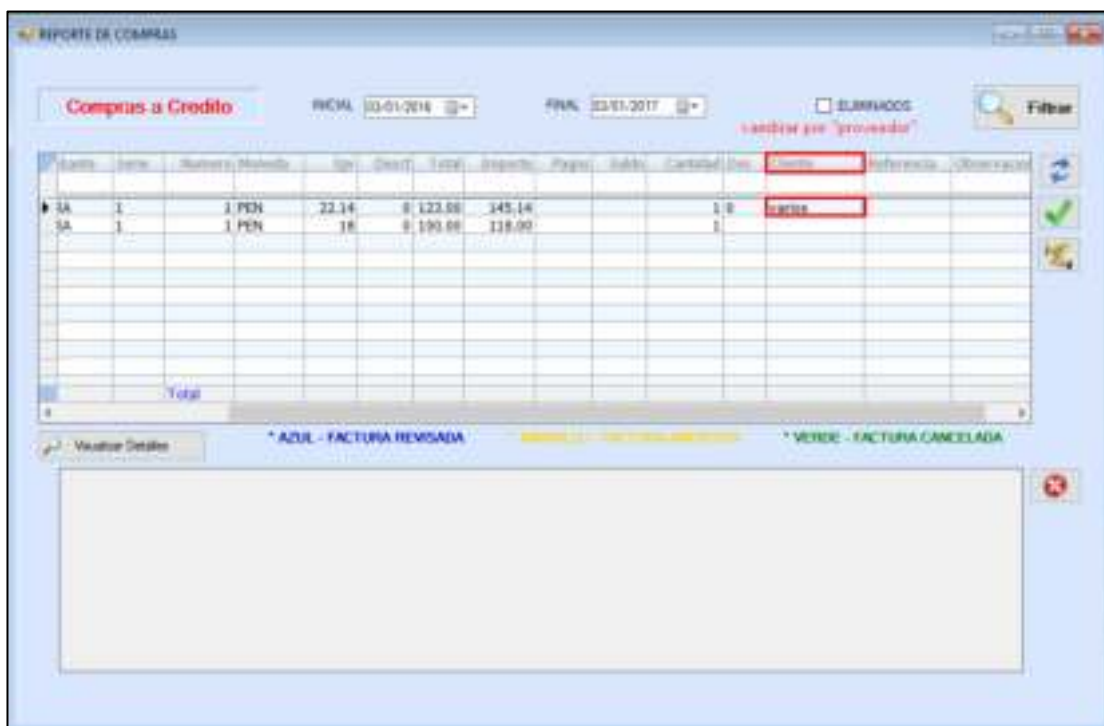 REPORTE DE COMPRAS
Compras a Credito INICIAL 03-01-2016 FINAL 03/01/2017 ELIMINADOS Filtrar
cambiar por "proveedor"
Serie Numero Moneda Igv Desct Total Importe Pagos Saldo Cantidad Cliente Referencia
SA 1 1 PEN 22.14 0 123.00 145.14 1 0 varios
SA 1 1 PEN 18 0 100.00 118.00 1
Total
Visualizar Detalles * AZUL - FACTURA REVISADA * VERDE - FACTURA CANCELADA